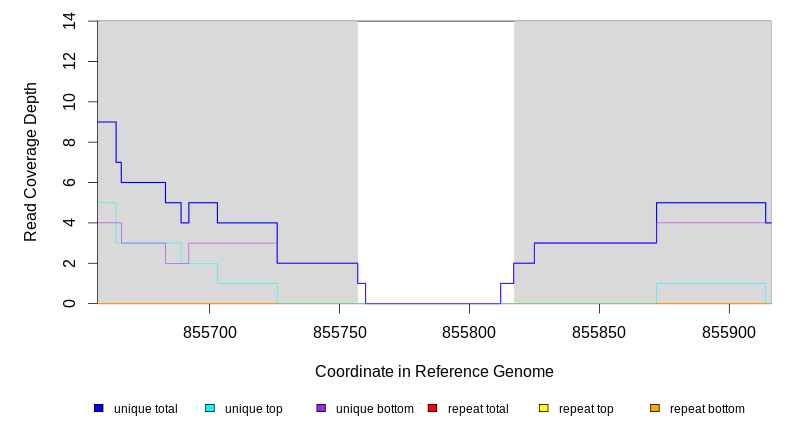 14
12
10
8
6
4
2
0
Read Coverage Depth
855700 855750 855800 855850 855900
Coordinate in Reference Genome
unique total unique top unique bottom repeat total repeat top repeat bottom